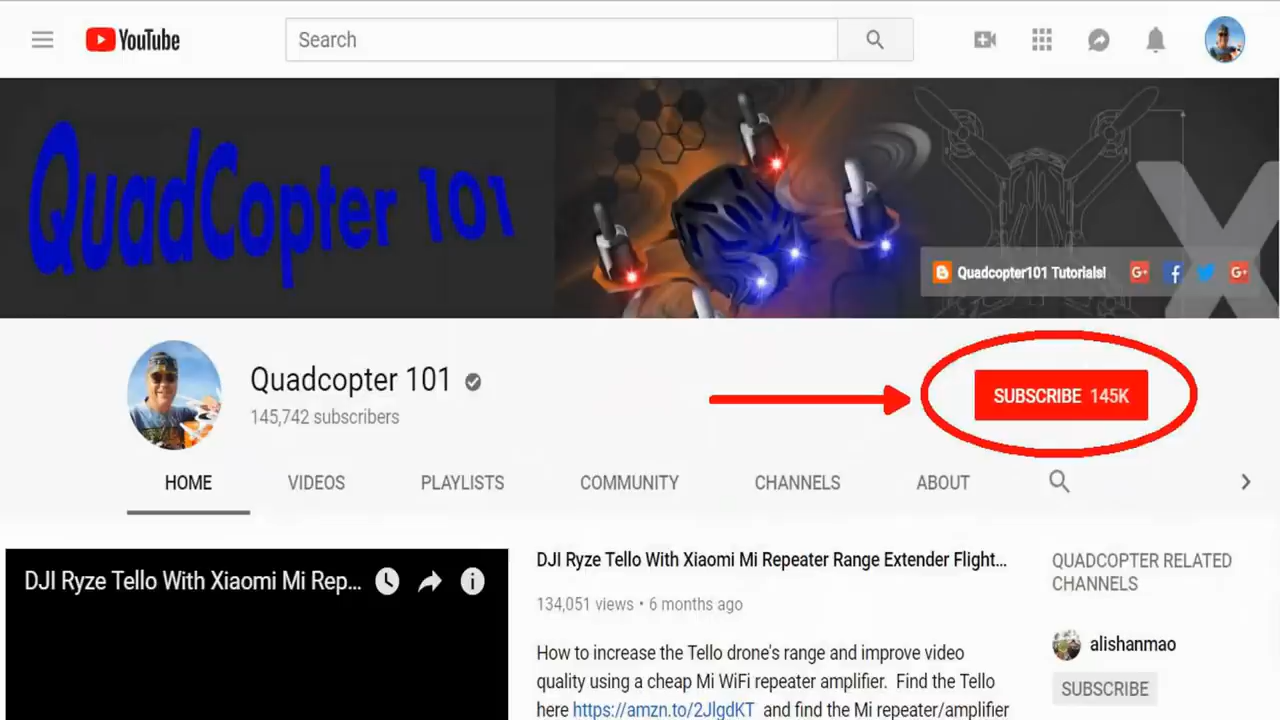 YouTube
Search
QuadCopter 101
X
Quadcopter101 Tutorials!
Quadcopter 101
145,742 subscribers
SUBSCRIBE 145K
HOME VIDEOS PLAYLISTS COMMUNITY CHANNELS ABOUT
DJI Ryze Tello With Xiaomi Mi Rep...
DJI Ryze Tello With Xiaomi Mi Repeater Range Extender Flight...
134,051 views • 6 months ago
How to increase the Tello drone's range and improve video
quality using a cheap Mi WiFi repeater amplifier. Find the Tello
here https://amzn.to/2JlgdKT and find the Mi repeater/amplifier
QUADCOPTER RELATED
CHANNELS
alishanmao
SUBSCRIBE